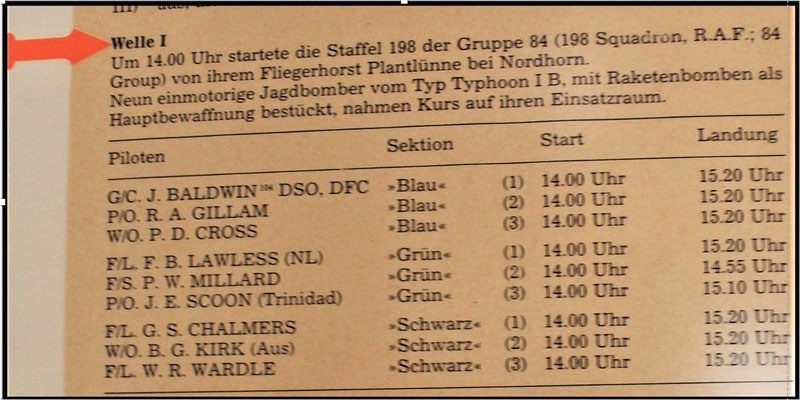 III) aus,
Welle I
Um 14.00 Uhr startete die Staffel 198 der Gruppe 84 (198 Squadron, R.A.F.; 84
Group) von ihrem Fliegerhorst Plantlünne bei Nordhorn.
Neun einmotorige Jagdbomber vom Typ Typhoon I B, mit Raketenbomben als
Hauptbewaffnung bestückt, nahmen Kurs auf ihren Einsatzraum.
Piloten Sektion Start Landung
G/C. J. BALDWIN¹⁰⁴ DSO, DFC »Blau« (1) 14.00 Uhr 15.20 Uhr
P/O. R. A. GILLAM »Blau« (2) 14.00 Uhr 15.20 Uhr
W/O. P. D. CROSS »Blau« (3) 14.00 Uhr 15.20 Uhr
F/L. F. B. LAWLESS (NL) »Grün« (1) 14.00 Uhr 15.20 Uhr
F/S. P. W. MILLARD »Grün« (2) 14.00 Uhr 14.55 Uhr
P/O. J. E. SCOON (Trinidad) »Grün« (3) 14.00 Uhr 15.10 Uhr
F/L. G. S. CHALMERS »Schwarz« (1) 14.00 Uhr 15.20 Uhr
W/O. B. G. KIRK (Aus) »Schwarz« (2) 14.00 Uhr 15.20 Uhr
F/L. W. R. WARDLE »Schwarz« (3) 14.00 Uhr 15.20 Uhr